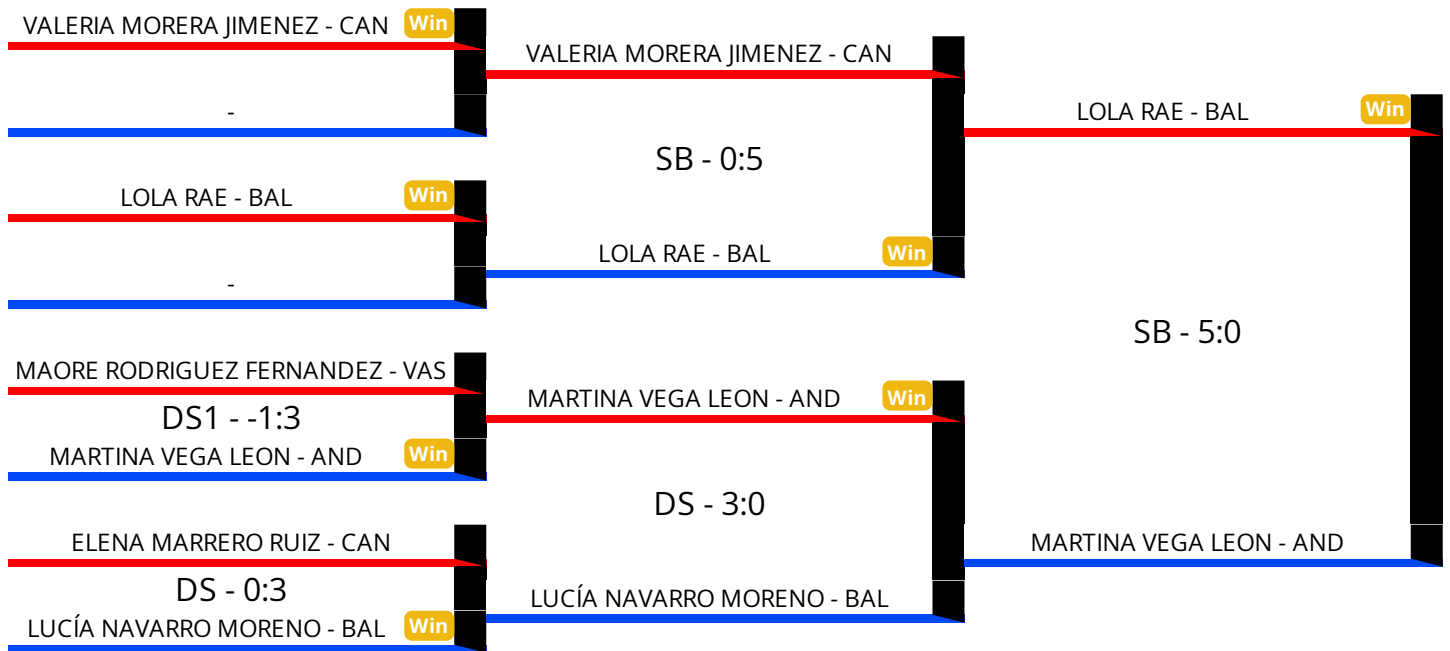 VALERIA MORERA JIMENEZ - CAN Win
-
LOLA RAE - BAL Win
-
MAORE RODRIGUEZ FERNANDEZ - VAS
DS1 - -1:3
MARTINA VEGA LEON - AND Win
ELENA MARRERO RUIZ - CAN
DS - 0:3
LUCÍA NAVARRO MORENO - BAL Win
VALERIA MORERA JIMENEZ - CAN
SB - 0:5
LOLA RAE - BAL Win
MARTINA VEGA LEON - AND Win
DS - 3:0
LUCÍA NAVARRO MORENO - BAL
LOLA RAE - BAL Win
SB - 5:0
MARTINA VEGA LEON - AND